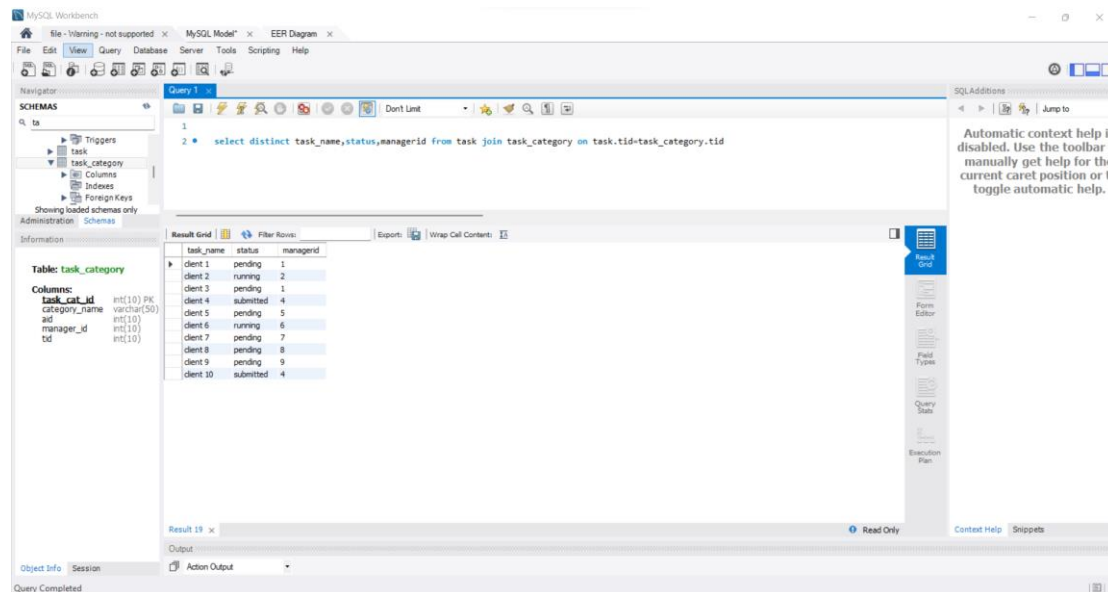 MySQL Workbench
file - Warning - not supported × MySQL Model* × EER Diagram ×
File Edit View Query Database Server Tools Scripting Help
Navigator
SCHEMAS
ta
Triggers
task
task_category
Columns
Indexes
Foreign Keys
Showing loaded schemas only
Administration Schemas
Information
Table: task_category
Columns:
task_cat_id int(10) PK
category_name varchar(50)
aid int(10)
manager_id int(10)
tid int(10)
Object Info Session
Query Completed
Query 1 ×
Don't Limit
1
2 select distinct task_name,status,managerid from task join task_category on task.tid=task_category.tid
Result Grid Filter Rows: Export: Wrap Cell Content:
task_name status managerid
client 1 pending 1
client 2 running 2
client 3 pending 1
client 4 submitted 4
client 5 pending 5
client 6 running 6
client 7 pending 7
client 8 pending 8
client 9 pending 9
client 10 submitted 4
Result Grid
Form Editor
Field Types
Query Stats
Execution Plan
Result 19 × Read Only
Output
Action Output
SQLAdditions
Jump to
Automatic context help i
disabled. Use the toolbar
manually get help for the
current caret position or t
toggle automatic help.
Context Help Snippets